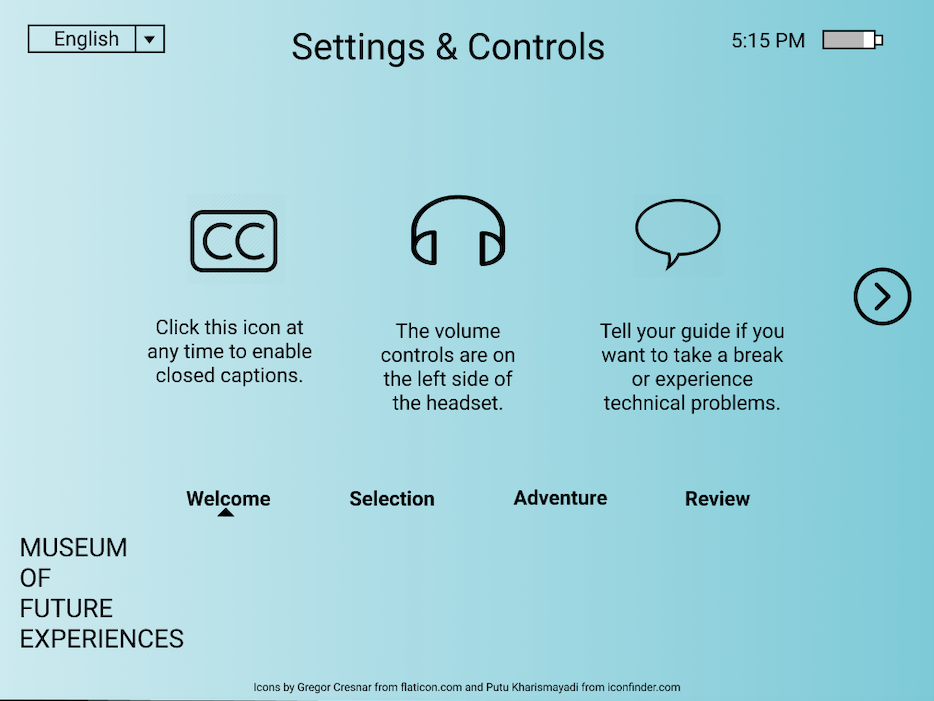 English
Settings & Controls
5:15 PM
CC
Click this icon at
any time to enable
closed captions.
The volume
controls are on
the left side of
the headset.
Tell your guide if you
want to take a break
or experience
technical problems.
Welcome
Selection
Adventure
Review
MUSEUM
OF
FUTURE
EXPERIENCES
Icons by Gregor Cresnar from flaticon.com and Putu Kharismayadi from iconfinder.com